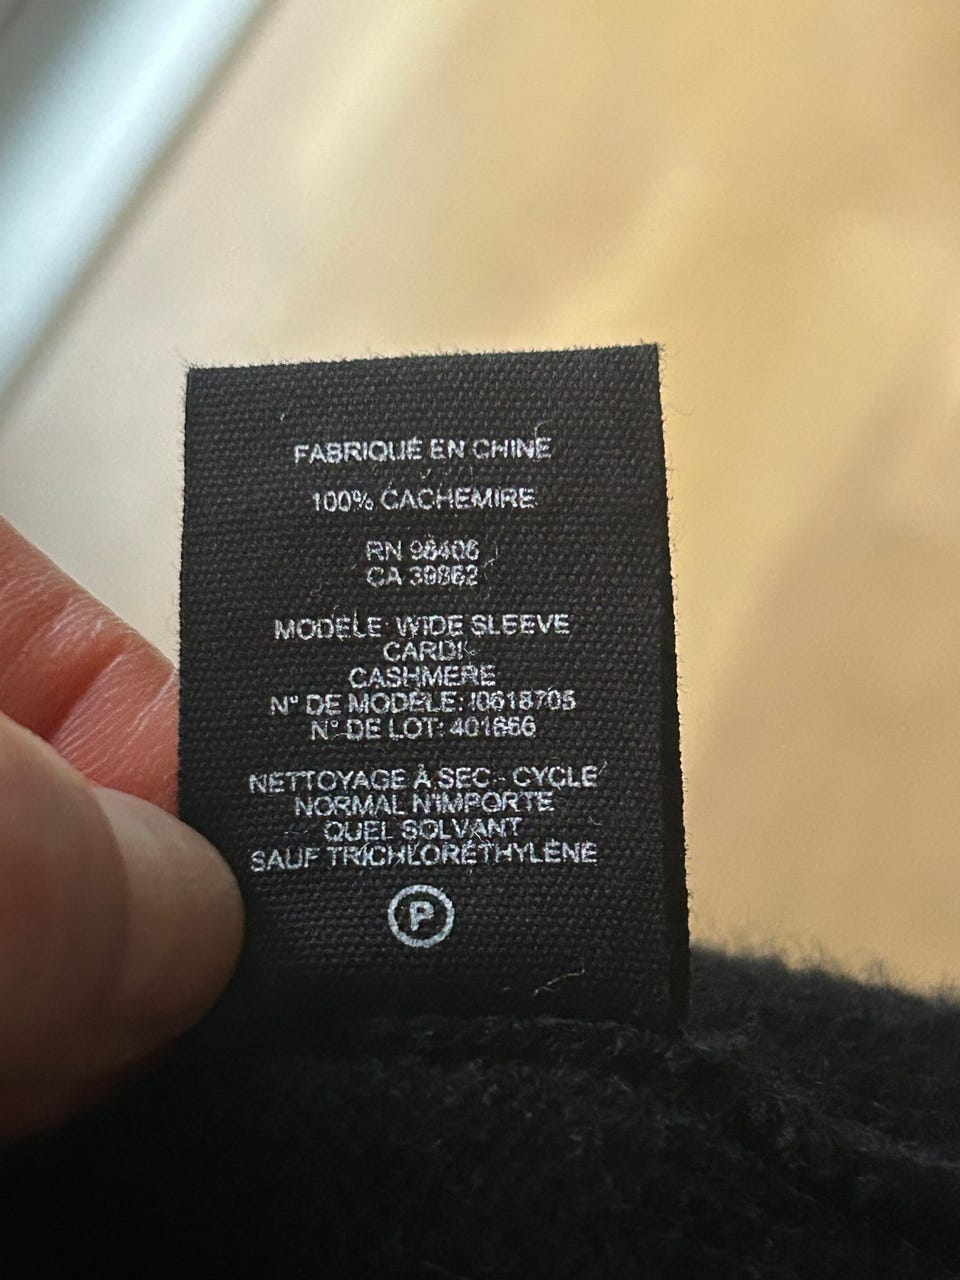 FABRIQUÉ EN CHINE
100% CACHEMIRE
RN 98406
CA 39862
MODÈLE: WIDE SLEEVE
CARDI-
CASHMERE
N° DE MODÈLE: I0618705
N° DE LOT: 401866
NETTOYAGE À SEC - CYCLE
NORMAL N'IMPORTE
QUEL SOLVANT
SAUF TRICHLORÉTHYLÈNE
P